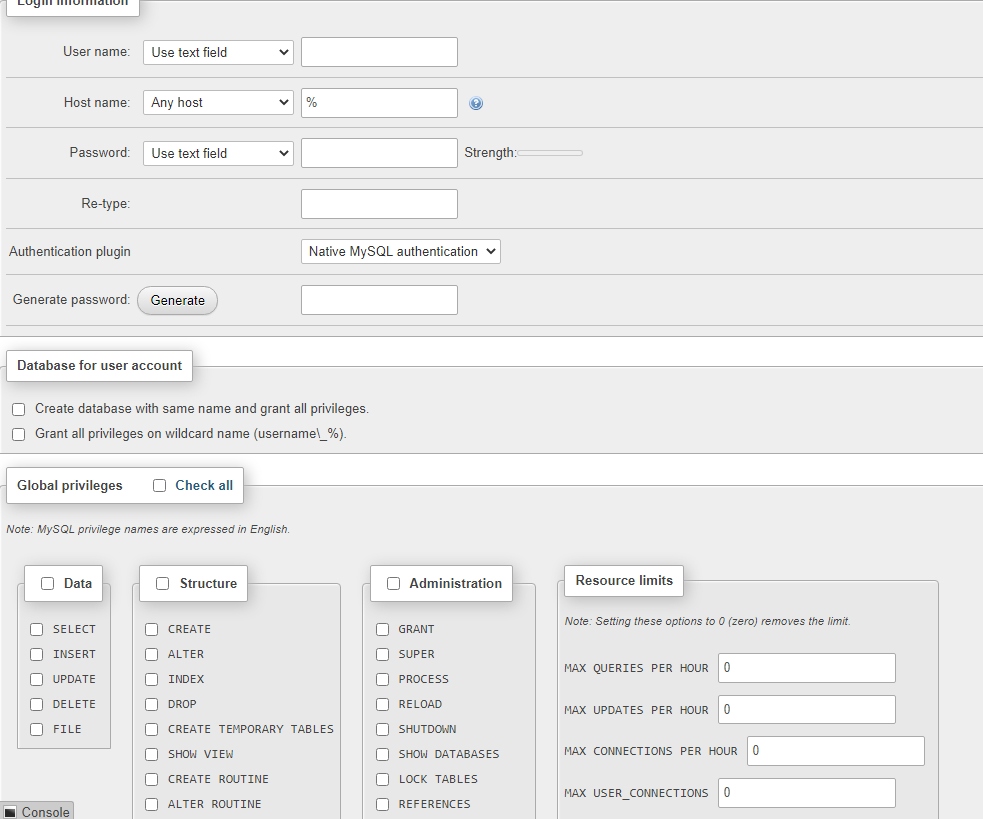 Login Information
User name: Use text field
Host name: Any host %
Password: Use text field Strength:
Re-type:
Authentication plugin Native MySQL authentication
Generate password: Generate
Database for user account
Create database with same name and grant all privileges.
Grant all privileges on wildcard name (username\_%).
Global privileges Check all
Note: MySQL privilege names are expressed in English.
Data
SELECT
INSERT
UPDATE
DELETE
FILE
Structure
CREATE
ALTER
INDEX
DROP
CREATE TEMPORARY TABLES
SHOW VIEW
CREATE ROUTINE
ALTER ROUTINE
Administration
GRANT
SUPER
PROCESS
RELOAD
SHUTDOWN
SHOW DATABASES
LOCK TABLES
REFERENCES
Resource limits
Note: Setting these options to 0 (zero) removes the limit.
MAX QUERIES PER HOUR 0
MAX UPDATES PER HOUR 0
MAX CONNECTIONS PER HOUR 0
MAX USER_CONNECTIONS 0
Console